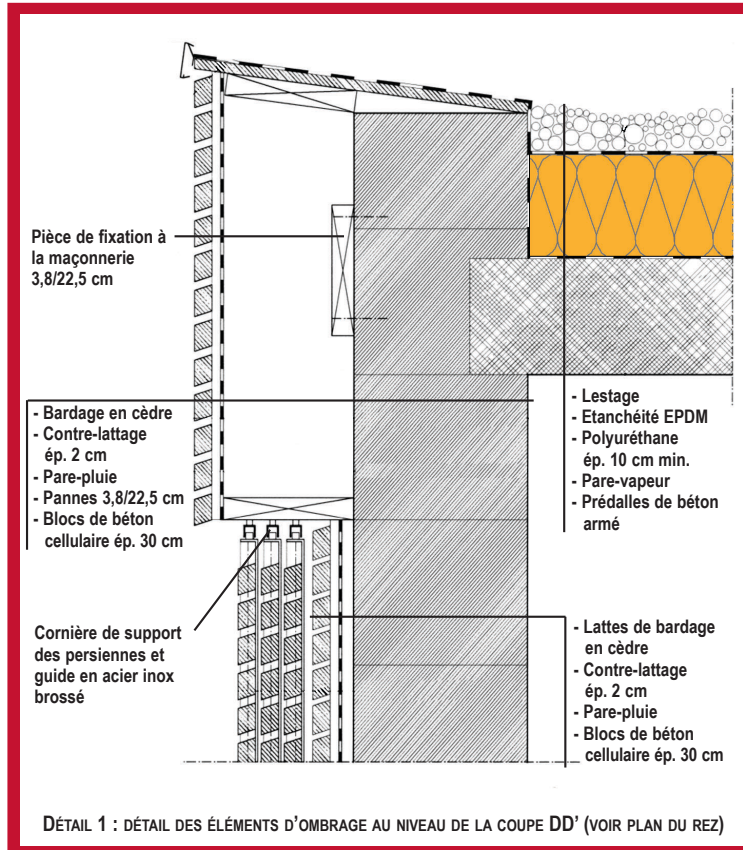 Pièce de fixation à
la maçonnerie
3,8/22,5 cm
- Bardage en cèdre
- Contre-lattage
ép. 2 cm
- Pare-pluie
- Pannes 3,8/22,5 cm
- Blocs de béton
cellulaire ép. 30 cm
- Lestage
- Etanchéité EPDM
- Polyuréthane
ép. 10 cm min.
- Pare-vapeur
- Prédalles de béton
armé
Cornière de support
des persiennes et
guide en acier inox
brossé
- Lattes de bardage
en cèdre
- Contre-lattage
ép. 2 cm
- Pare-pluie
- Blocs de béton
cellulaire ép. 30 cm
DÉTAIL 1 : DÉTAIL DES ÉLÉMENTS D'OMBRAGE AU NIVEAU DE LA COUPE DD' (VOIR PLAN DU REZ)